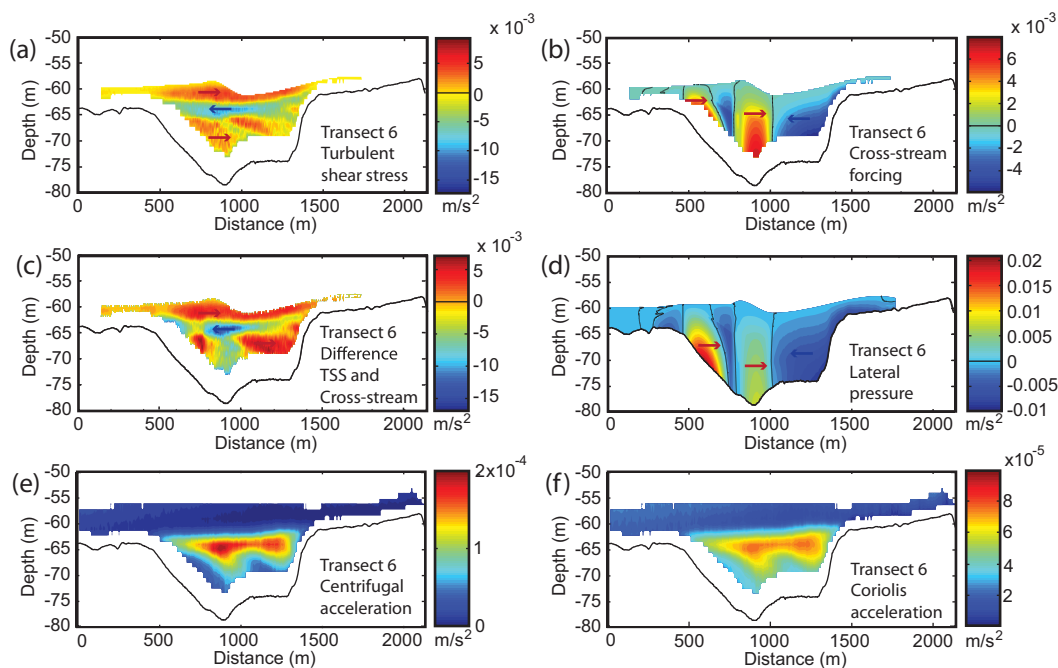 (a)
x 10-3
Depth (m)
-50
-55
-60
-65
-70
-75
-80
0
500
1000
1500
2000
Distance (m)
Transect 6
Turbulent
shear stress
5
0
-5
-10
-15
m/s2
(b)
x 10-3
Depth (m)
-50
-55
-60
-65
-70
-75
-80
0
500
1000
1500
2000
Distance (m)
Transect 6
Cross-stream
forcing
6
4
2
0
-2
-4
m/s2
(c)
x 10-3
Depth (m)
-50
-55
-60
-65
-70
-75
-80
0
500
1000
1500
2000
Distance (m)
Transect 6
Difference
TSS and
Cross-stream
5
0
-5
-10
-15
m/s2
(d)
Depth (m)
-50
-55
-60
-65
-70
-75
-80
0
500
1000
1500
2000
Distance (m)
Transect 6
Lateral
pressure
0.02
0.015
0.01
0.005
0
-0.005
-0.01
m/s2
(e)
Depth (m)
-50
-55
-60
-65
-70
-75
-80
0
500
1000
1500
2000
Distance (m)
Transect 6
Centrifugal
acceleration
2x10-4
1x10-4
0
m/s2
(f)
x 10-5
Depth (m)
-50
-55
-60
-65
-70
-75
-80
0
500
1000
1500
2000
Distance (m)
Transect 6
Coriolis
acceleration
8
6
4
2
m/s2